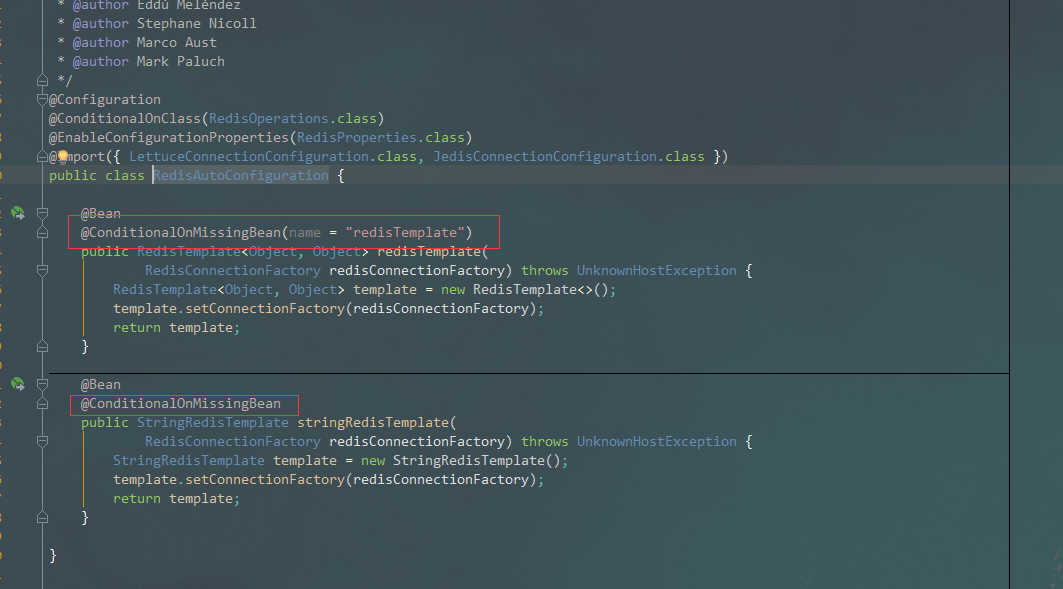 * @author Eddú Meléndez
* @author Stephane Nicoll
* @author Marco Aust
* @author Mark Paluch
*/
@Configuration
@ConditionalOnClass(RedisOperations.class)
@EnableConfigurationProperties(RedisProperties.class)
@Import({ LettuceConnectionConfiguration.class, JedisConnectionConfiguration.class })
public class RedisAutoConfiguration {
@Bean
@ConditionalOnMissingBean(name = "redisTemplate")
public RedisTemplate<Object, Object> redisTemplate(
RedisConnectionFactory redisConnectionFactory) throws UnknownHostException {
RedisTemplate<Object, Object> template = new RedisTemplate<>();
template.setConnectionFactory(redisConnectionFactory);
return template;
}
@Bean
@ConditionalOnMissingBean
public StringRedisTemplate stringRedisTemplate(
RedisConnectionFactory redisConnectionFactory) throws UnknownHostException {
StringRedisTemplate template = new StringRedisTemplate();
template.setConnectionFactory(redisConnectionFactory);
return template;
}
}